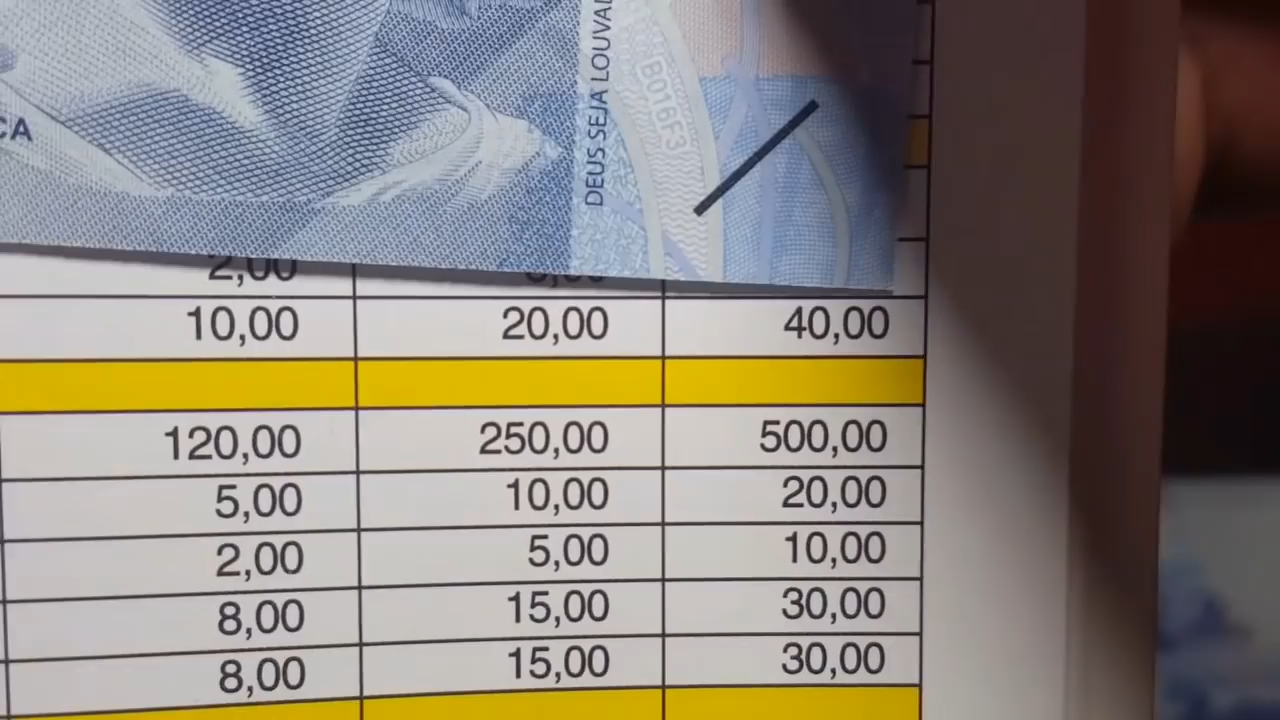 CA
DEUS SEJA LOUVAD
B016F3
2,00
10,00 20,00 40,00
120,00 250,00 500,00
5,00 10,00 20,00
2,00 5,00 10,00
8,00 15,00 30,00
8,00 15,00 30,00